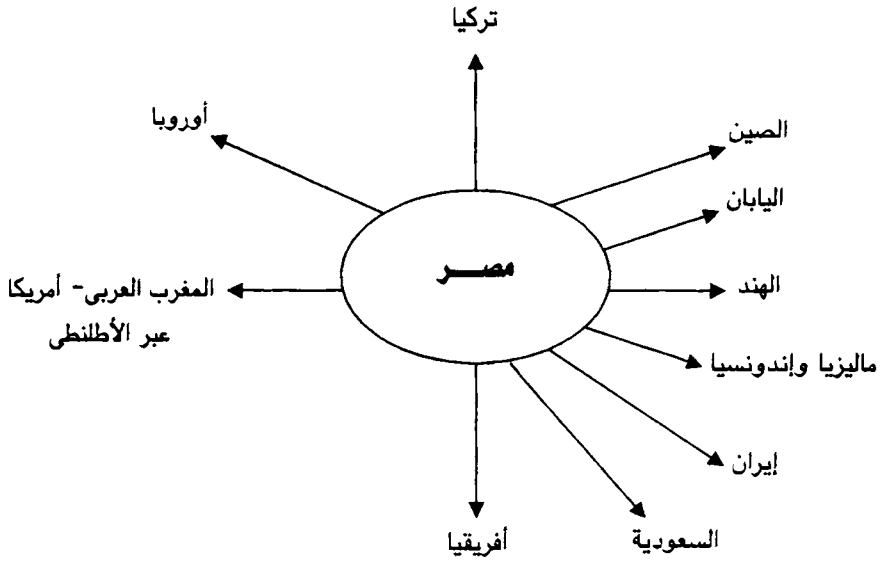 تركيا
أوروبا
الصين
اليابان
مصـــر
الهند
المغرب العربى- أمريكا
عبر الأطلنطى
ماليزيا وإندونسيا
إيران
السعودية
أفريقيا